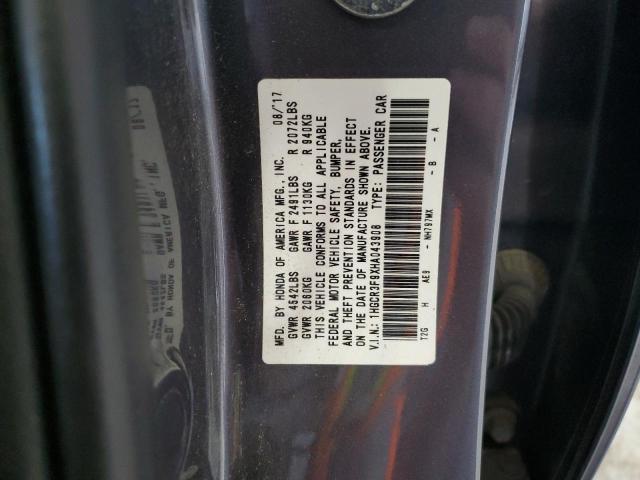 MFD. BY HONDA OF AMERICA MFG., INC. 08/'17
GVWR 4542LBS GAWR F 2491LBS R 2072LBS
GVWR 2060KG GAWR F 1130KG R 940KG
THIS VEHICLE CONFORMS TO ALL APPLICABLE
FEDERAL MOTOR VEHICLE SAFETY, BUMPER,
AND THEFT PREVENTION STANDARDS IN EFFECT
ON THE DATE OF MANUFACTURE SHOWN ABOVE.
V.I.N.: 1HGCR3F9XHA043908 TYPE: PASSENGER CAR
T2G H AE9 - NH797MX - B - A